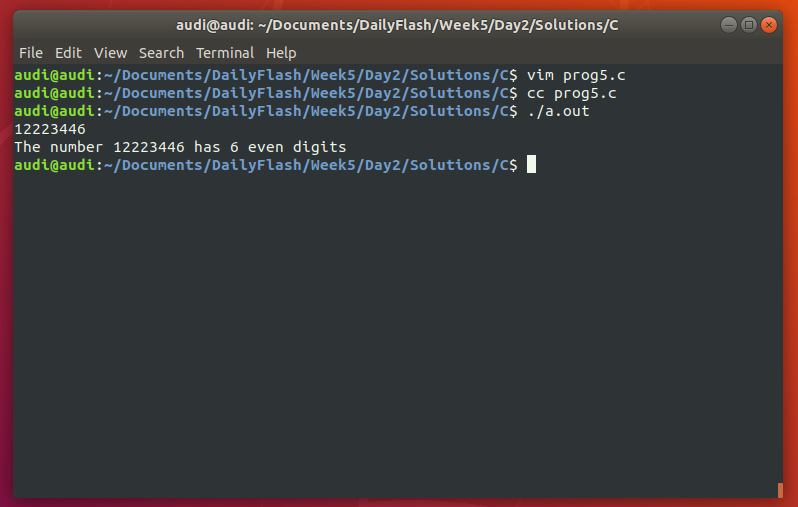 audi@audi: ~/Documents/DailyFlash/Week5/Day2/Solutions/C
File Edit View Search Terminal Help
audi@audi:~/Documents/DailyFlash/Week5/Day2/Solutions/C$ vim prog5.c
audi@audi:~/Documents/DailyFlash/Week5/Day2/Solutions/C$ cc prog5.c
audi@audi:~/Documents/DailyFlash/Week5/Day2/Solutions/C$ ./a.out
12223446
The number 12223446 has 6 even digits
audi@audi:~/Documents/DailyFlash/Week5/Day2/Solutions/C$